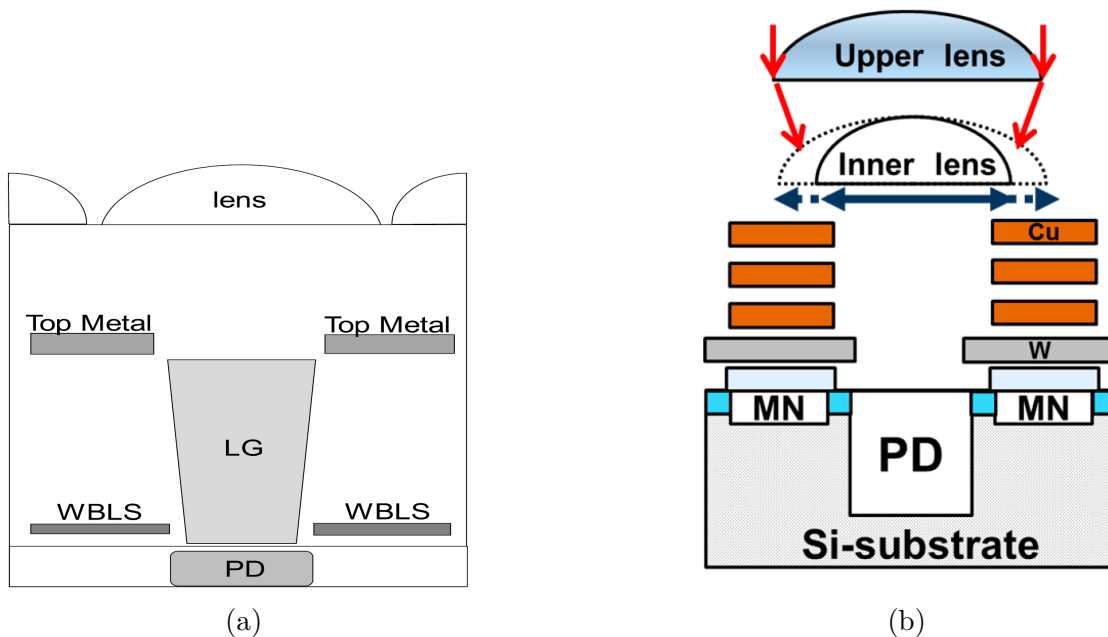 Upper lens
Inner lens
lens
Cu
Top Metal
Top Metal
W
LG
MN
MN
PD
WBLS
WBLS
Si-substrate
PD
(a)
(b)